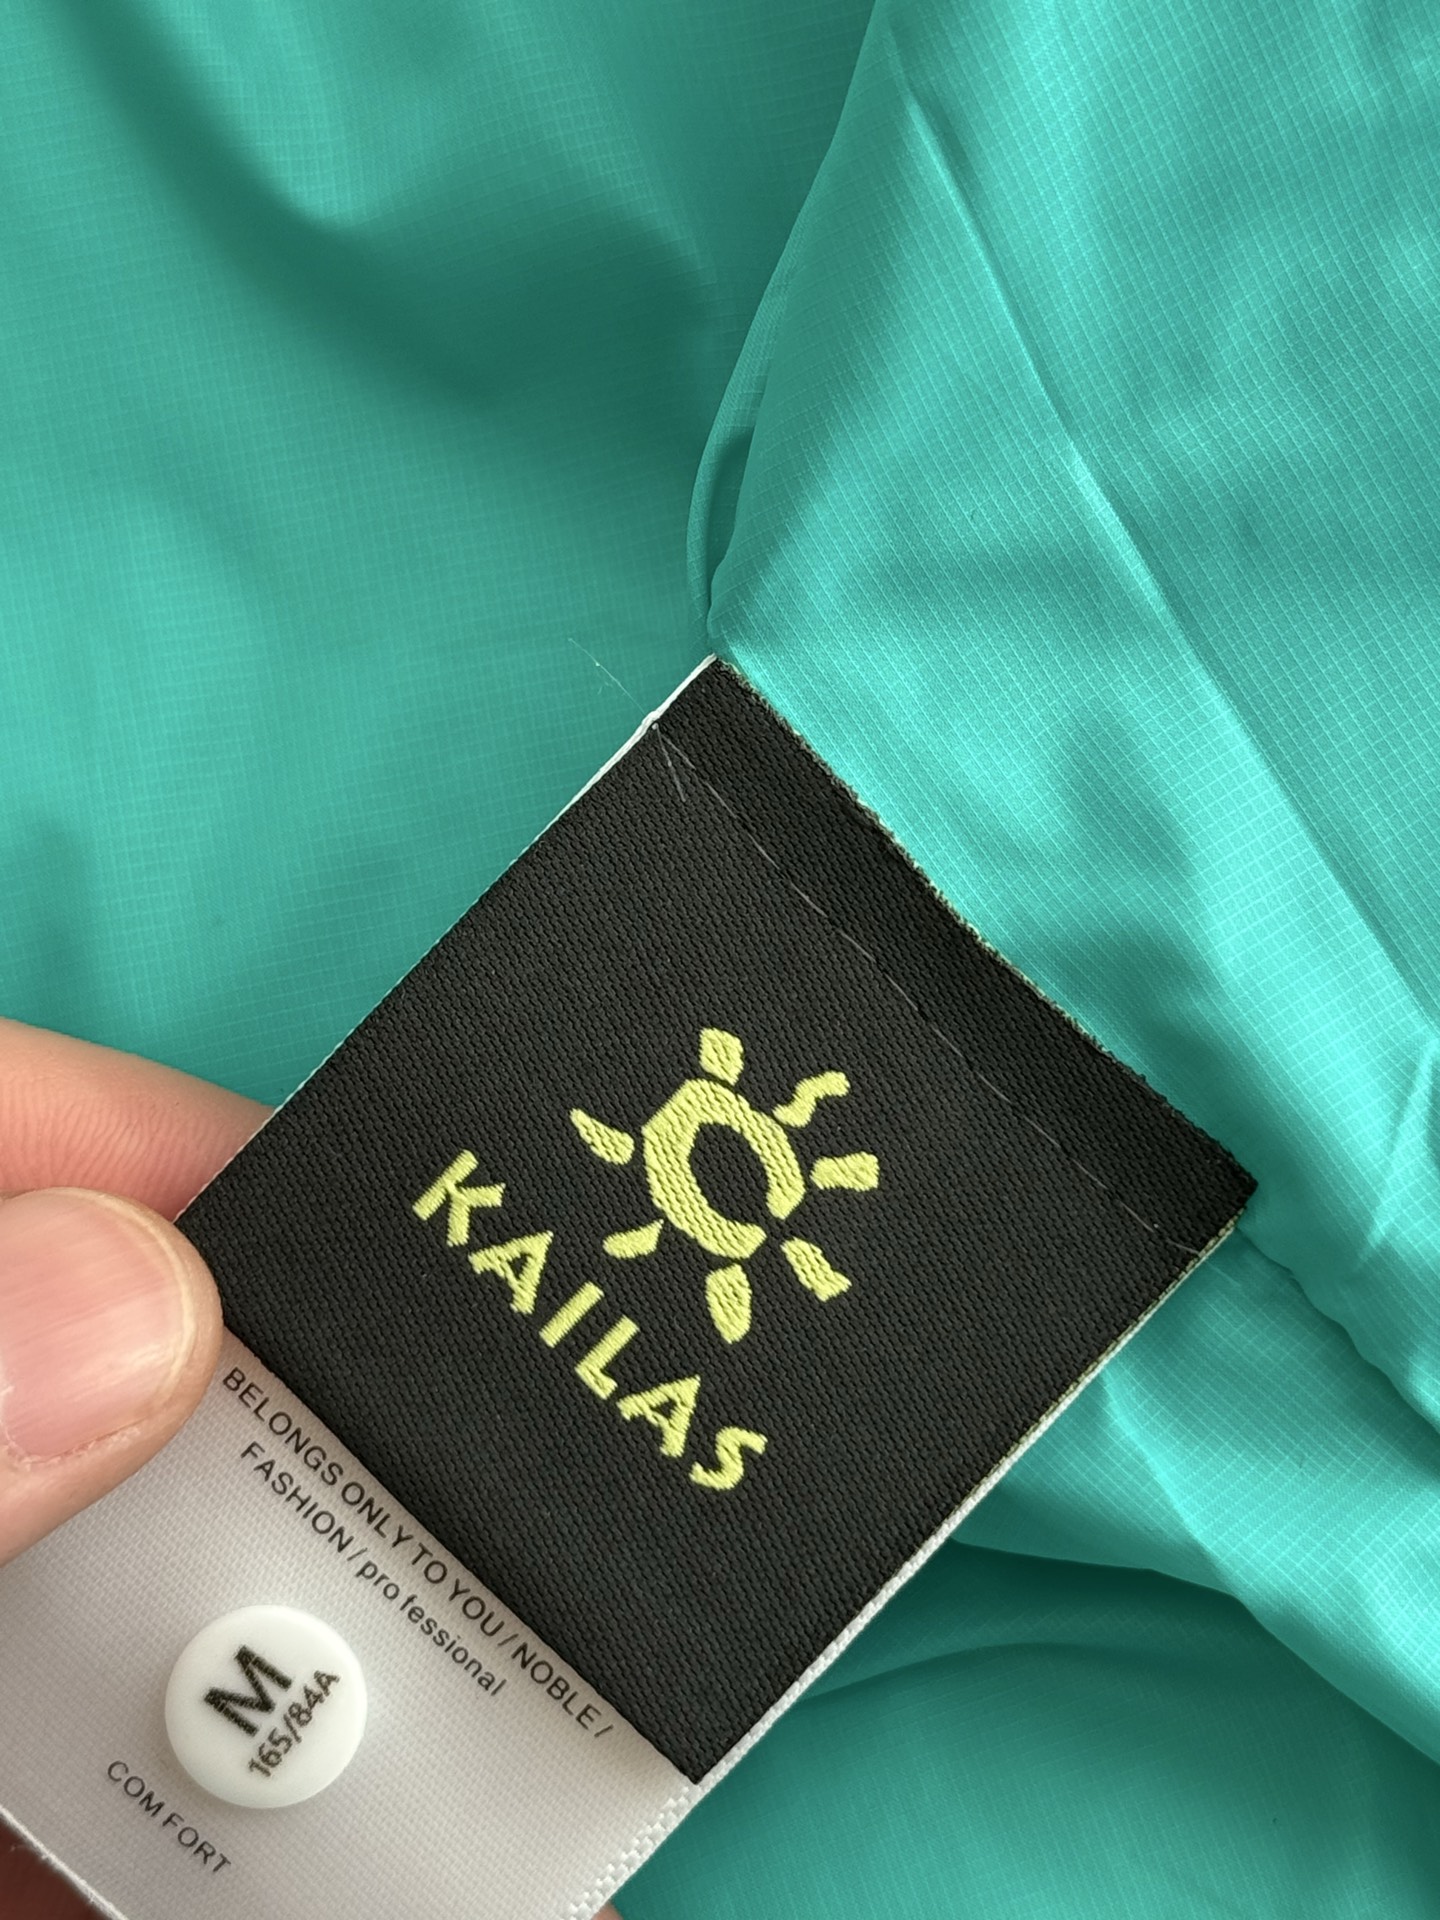 KAILAS
BELONGS ONLY TO YOU / NOBLE /
FASHION / pro fessional
M
165/84A
COM FORT